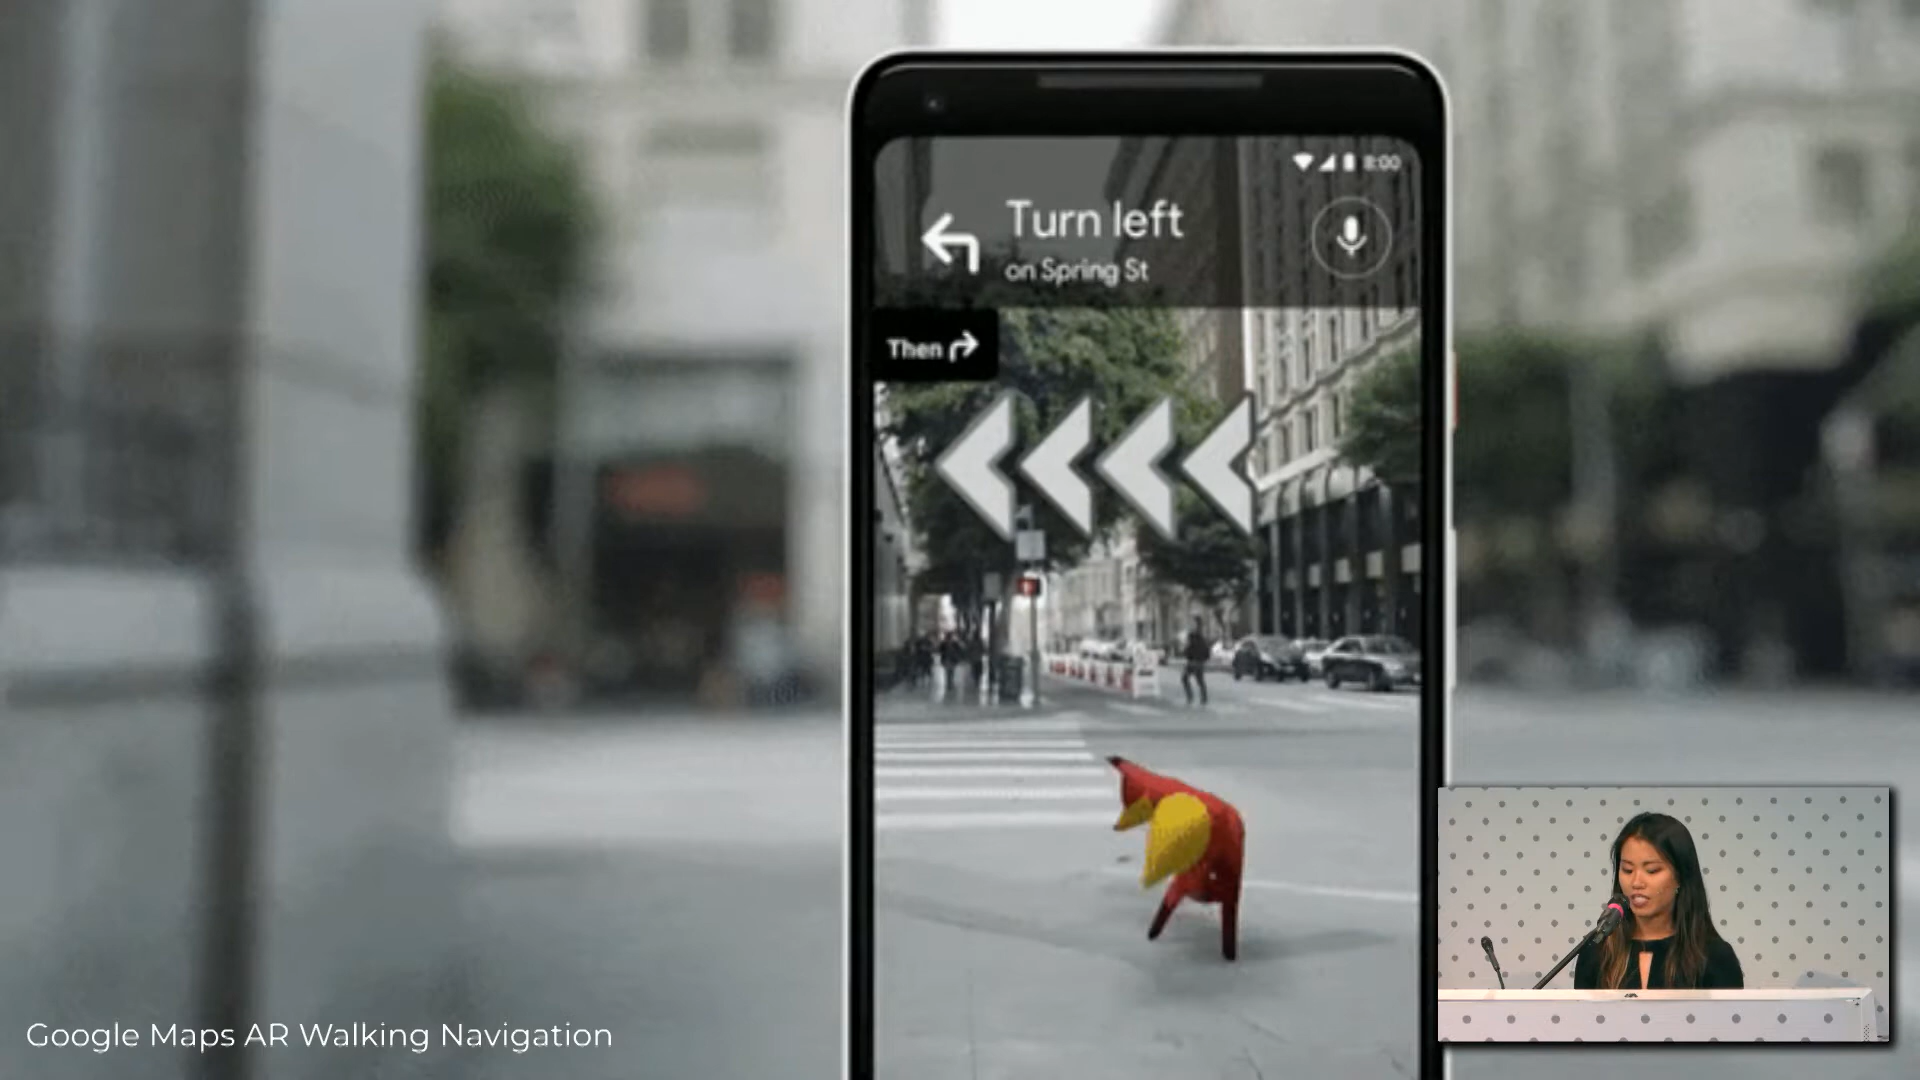 8:00
Turn left
on Spring St
Then
Google Maps AR Walking Navigation